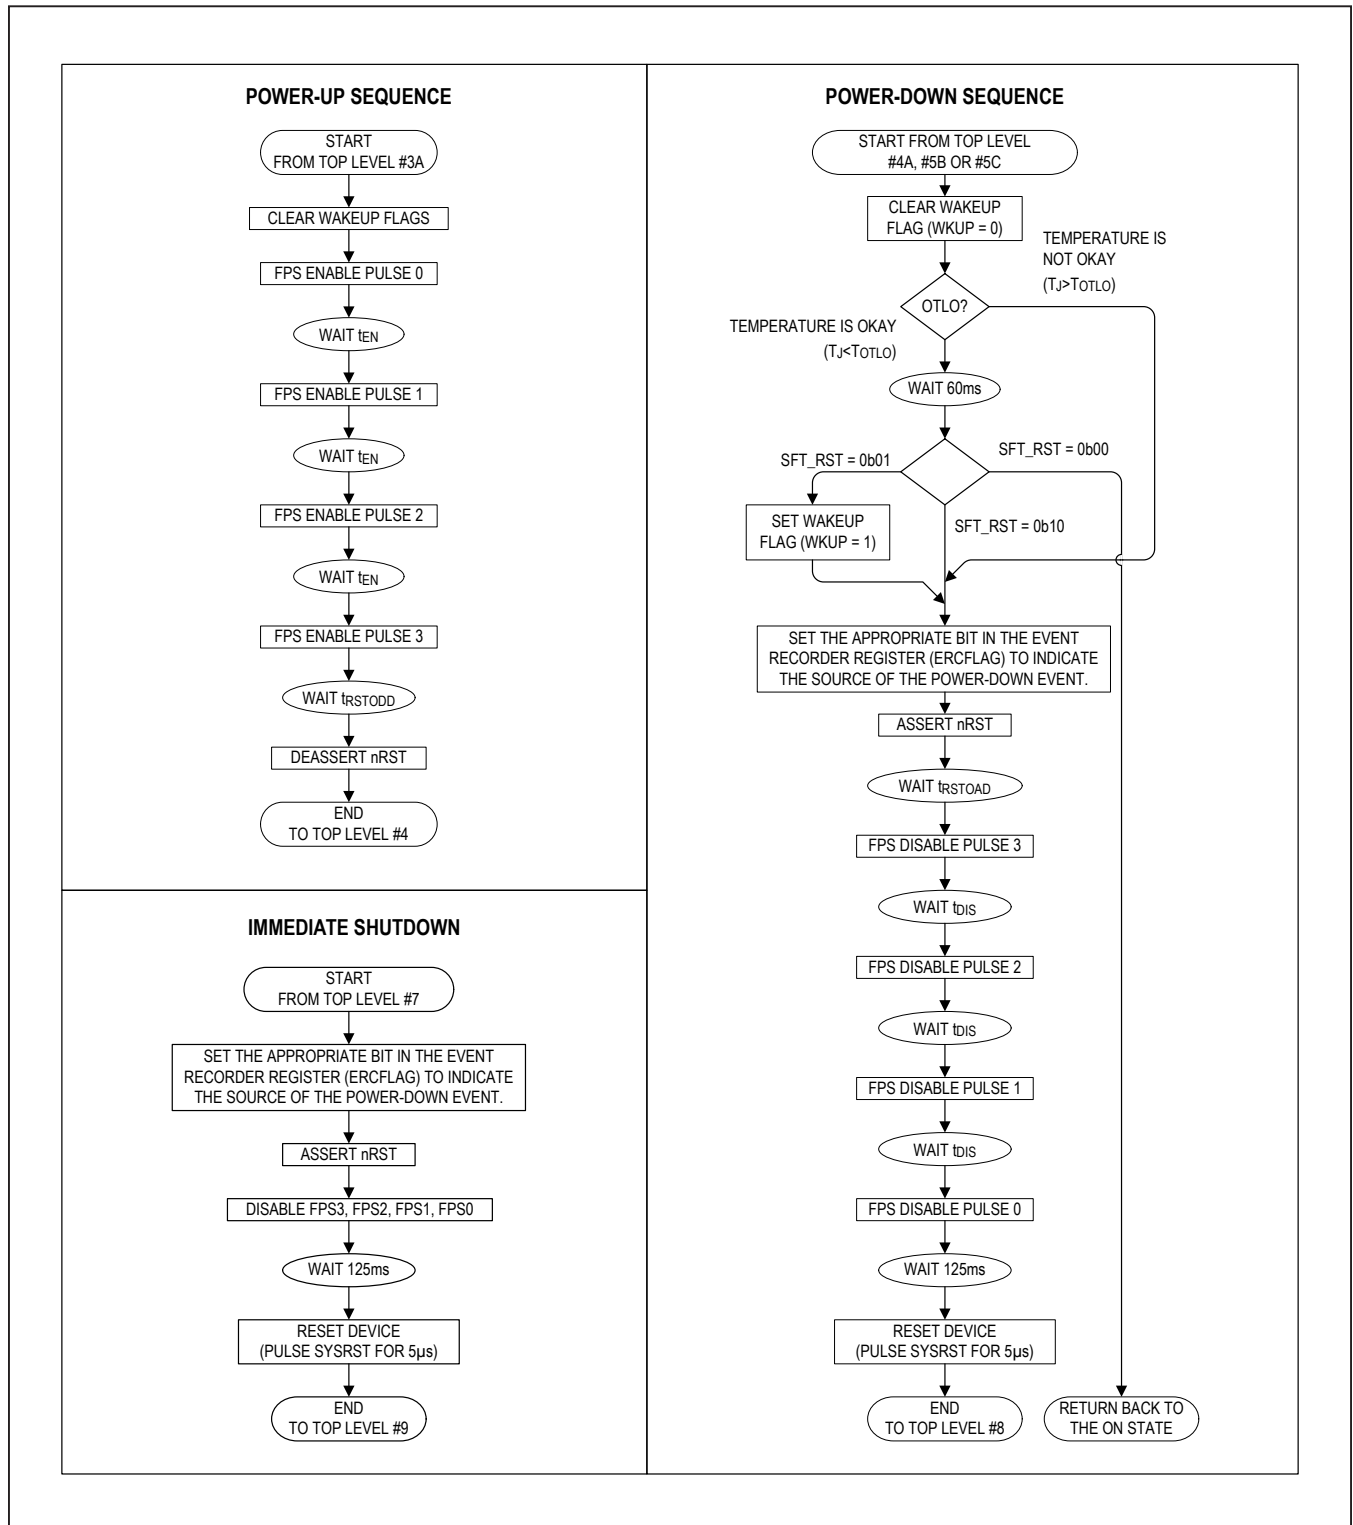 POWER-UP SEQUENCE
START
FROM TOP LEVEL #3A
CLEAR WAKEUP FLAGS
FPS ENABLE PULSE 0
WAIT tEN
FPS ENABLE PULSE 1
WAIT tEN
FPS ENABLE PULSE 2
WAIT tEN
FPS ENABLE PULSE 3
WAIT tRSTODD
DEASSERT nRST
END
TO TOP LEVEL #4
IMMEDIATE SHUTDOWN
START
FROM TOP LEVEL #7
SET THE APPROPRIATE BIT IN THE EVENT
RECORDER REGISTER (ERCFLAG) TO INDICATE
THE SOURCE OF THE POWER-DOWN EVENT.
ASSERT nRST
DISABLE FPS3, FPS2, FPS1, FPS0
WAIT 125ms
RESET DEVICE
(PULSE SYSRST FOR 5µs)
END
TO TOP LEVEL #9
POWER-DOWN SEQUENCE
START FROM TOP LEVEL
#4A, #5B OR #5C
CLEAR WAKEUP
FLAG (WKUP = 0)
TEMPERATURE IS
NOT OKAY
(TJ>TOTLO)
OTLO?
TEMPERATURE IS OKAY
(TJ<TOTLO)
WAIT 60ms
SFT_RST = 0b01
SFT_RST = 0b00
SET WAKEUP
FLAG (WKUP = 1)
SFT_RST = 0b10
SET THE APPROPRIATE BIT IN THE EVENT
RECORDER REGISTER (ERCFLAG) TO INDICATE
THE SOURCE OF THE POWER-DOWN EVENT.
ASSERT nRST
WAIT tRSTOAD
FPS DISABLE PULSE 3
WAIT tDIS
FPS DISABLE PULSE 2
WAIT tDIS
FPS DISABLE PULSE 1
WAIT tDIS
FPS DISABLE PULSE 0
WAIT 125ms
RESET DEVICE
(PULSE SYSRST FOR 5µs)
END
TO TOP LEVEL #8
RETURN BACK TO
THE ON STATE